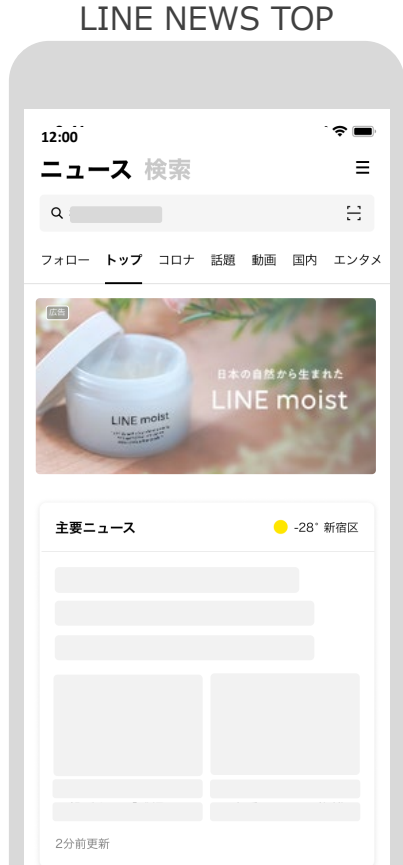 LINE NEWS TOP
12:00
ニュース 検索
フォロー トップ コロナ 話題 動画 国内 エンタメ
広告
日本の自然から生まれた
LINE moist
LINE moist
主要ニュース -28° 新宿区
2分前更新